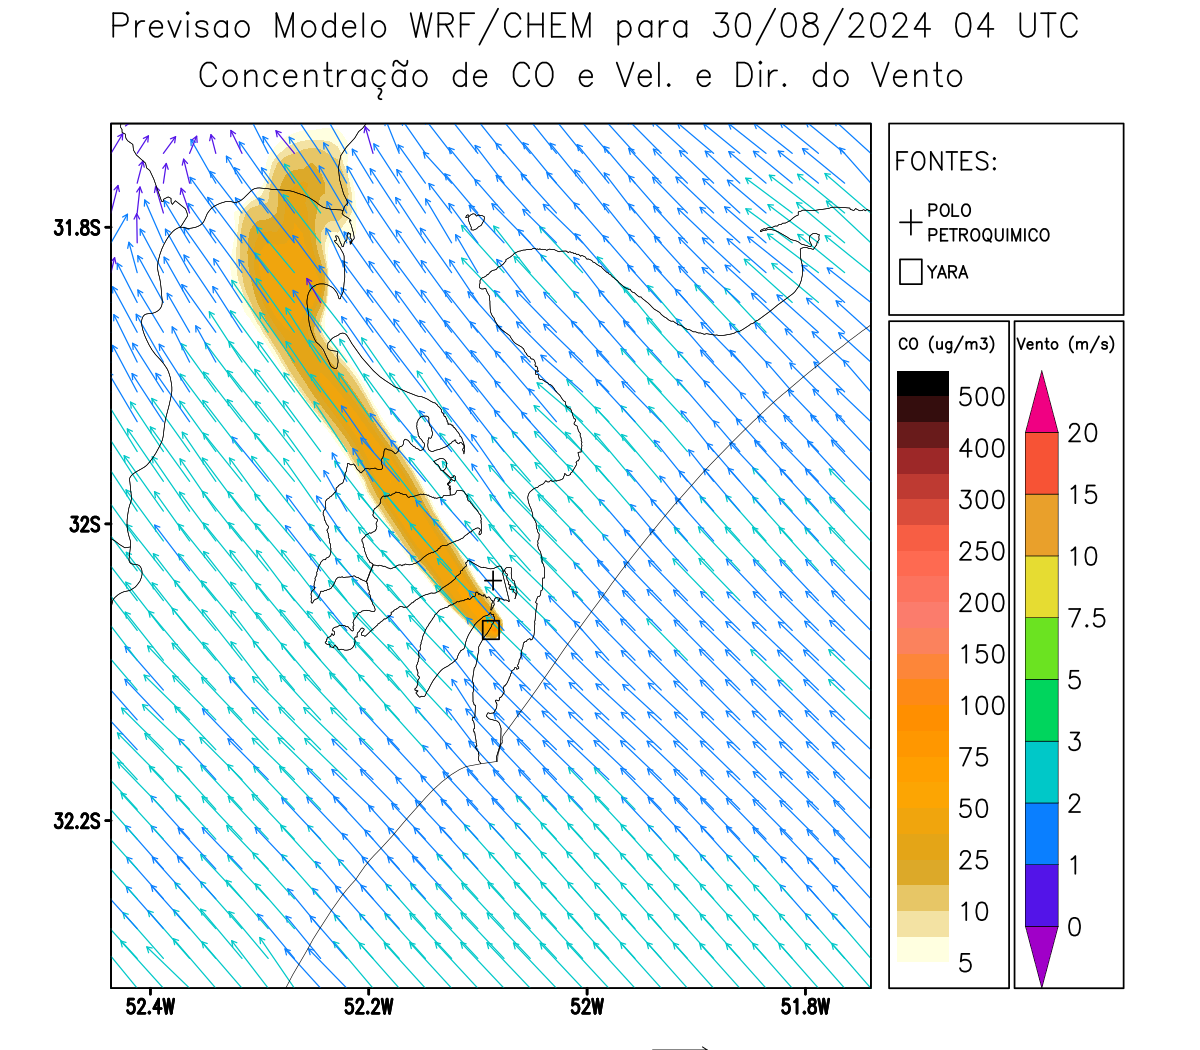 Previsao Modelo WRF/CHEM para 30/08/2024 04 UTC
Concentração de CO e Vel. e Dir. do Vento
FONTES:
POLO
PETROQUIMICO
YARA
CO (ug/m3)
500
400
300
250
200
150
100
75
50
25
10
5
Vento (m/s)
20
15
10
7.5
5
3
2
1
0
31.8S
32S
32.2S
52.4W
52.2W
52W
51.8W